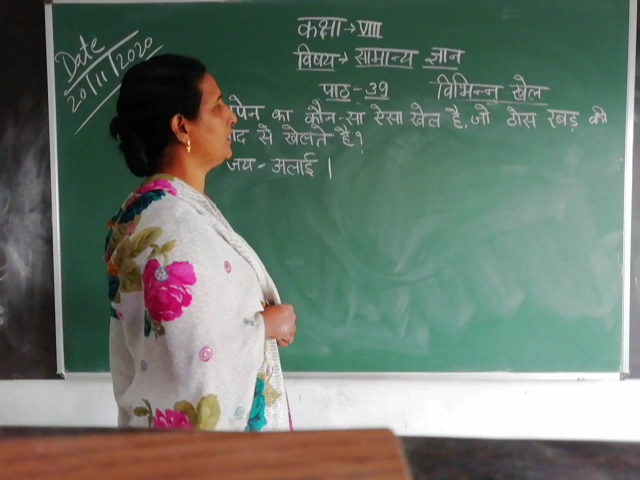 Date
20/11/2020
कक्षा → VIII
विषय → सामान्य ज्ञान
पाठ - 39 विभिन्न खेल
पेन का कौन-सा ऐसा खेल है, जो ठोस रबड़ की
से खेलते है?
जय - अलाई |